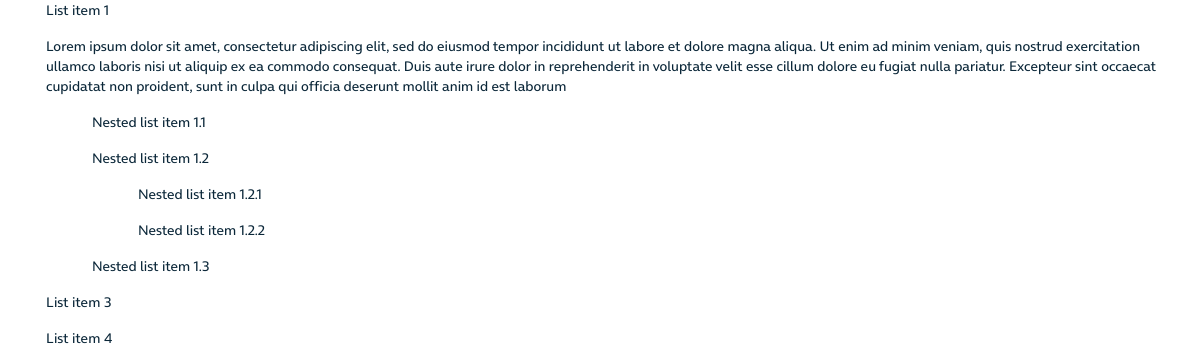 List item 1
Lorem ipsum dolor sit amet, consectetur adipiscing elit, sed do eiusmod tempor incididunt ut labore et dolore magna aliqua. Ut enim ad minim veniam, quis nostrud exercitation
ullamco laboris nisi ut aliquip ex ea commodo consequat. Duis aute irure dolor in reprehenderit in voluptate velit esse cillum dolore eu fugiat nulla pariatur. Excepteur sint occaecat
cupidatat non proident, sunt in culpa qui officia deserunt mollit anim id est laborum
Nested list item 1.1
Nested list item 1.2
Nested list item 1.2.1
Nested list item 1.2.2
Nested list item 1.3
List item 3
List item 4